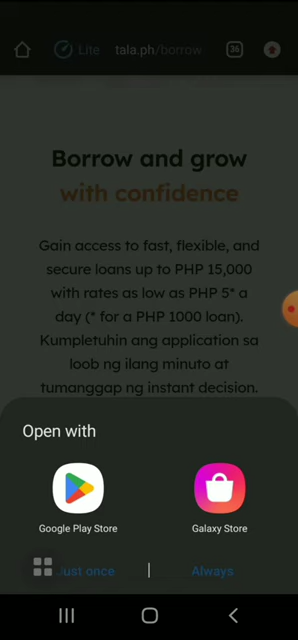 Lite tala.ph/borrow 36
Borrow and grow
with confidence
Gain access to fast, flexible, and
secure loans up to PHP 15,000
with rates as low as PHP 5* a
day (* for a PHP 1000 loan).
Kumpletuhin ang application sa
loob ng ilang minuto at
tumanggap ng instant decision.
Open with
Google Play Store Galaxy Store
Just once | Always